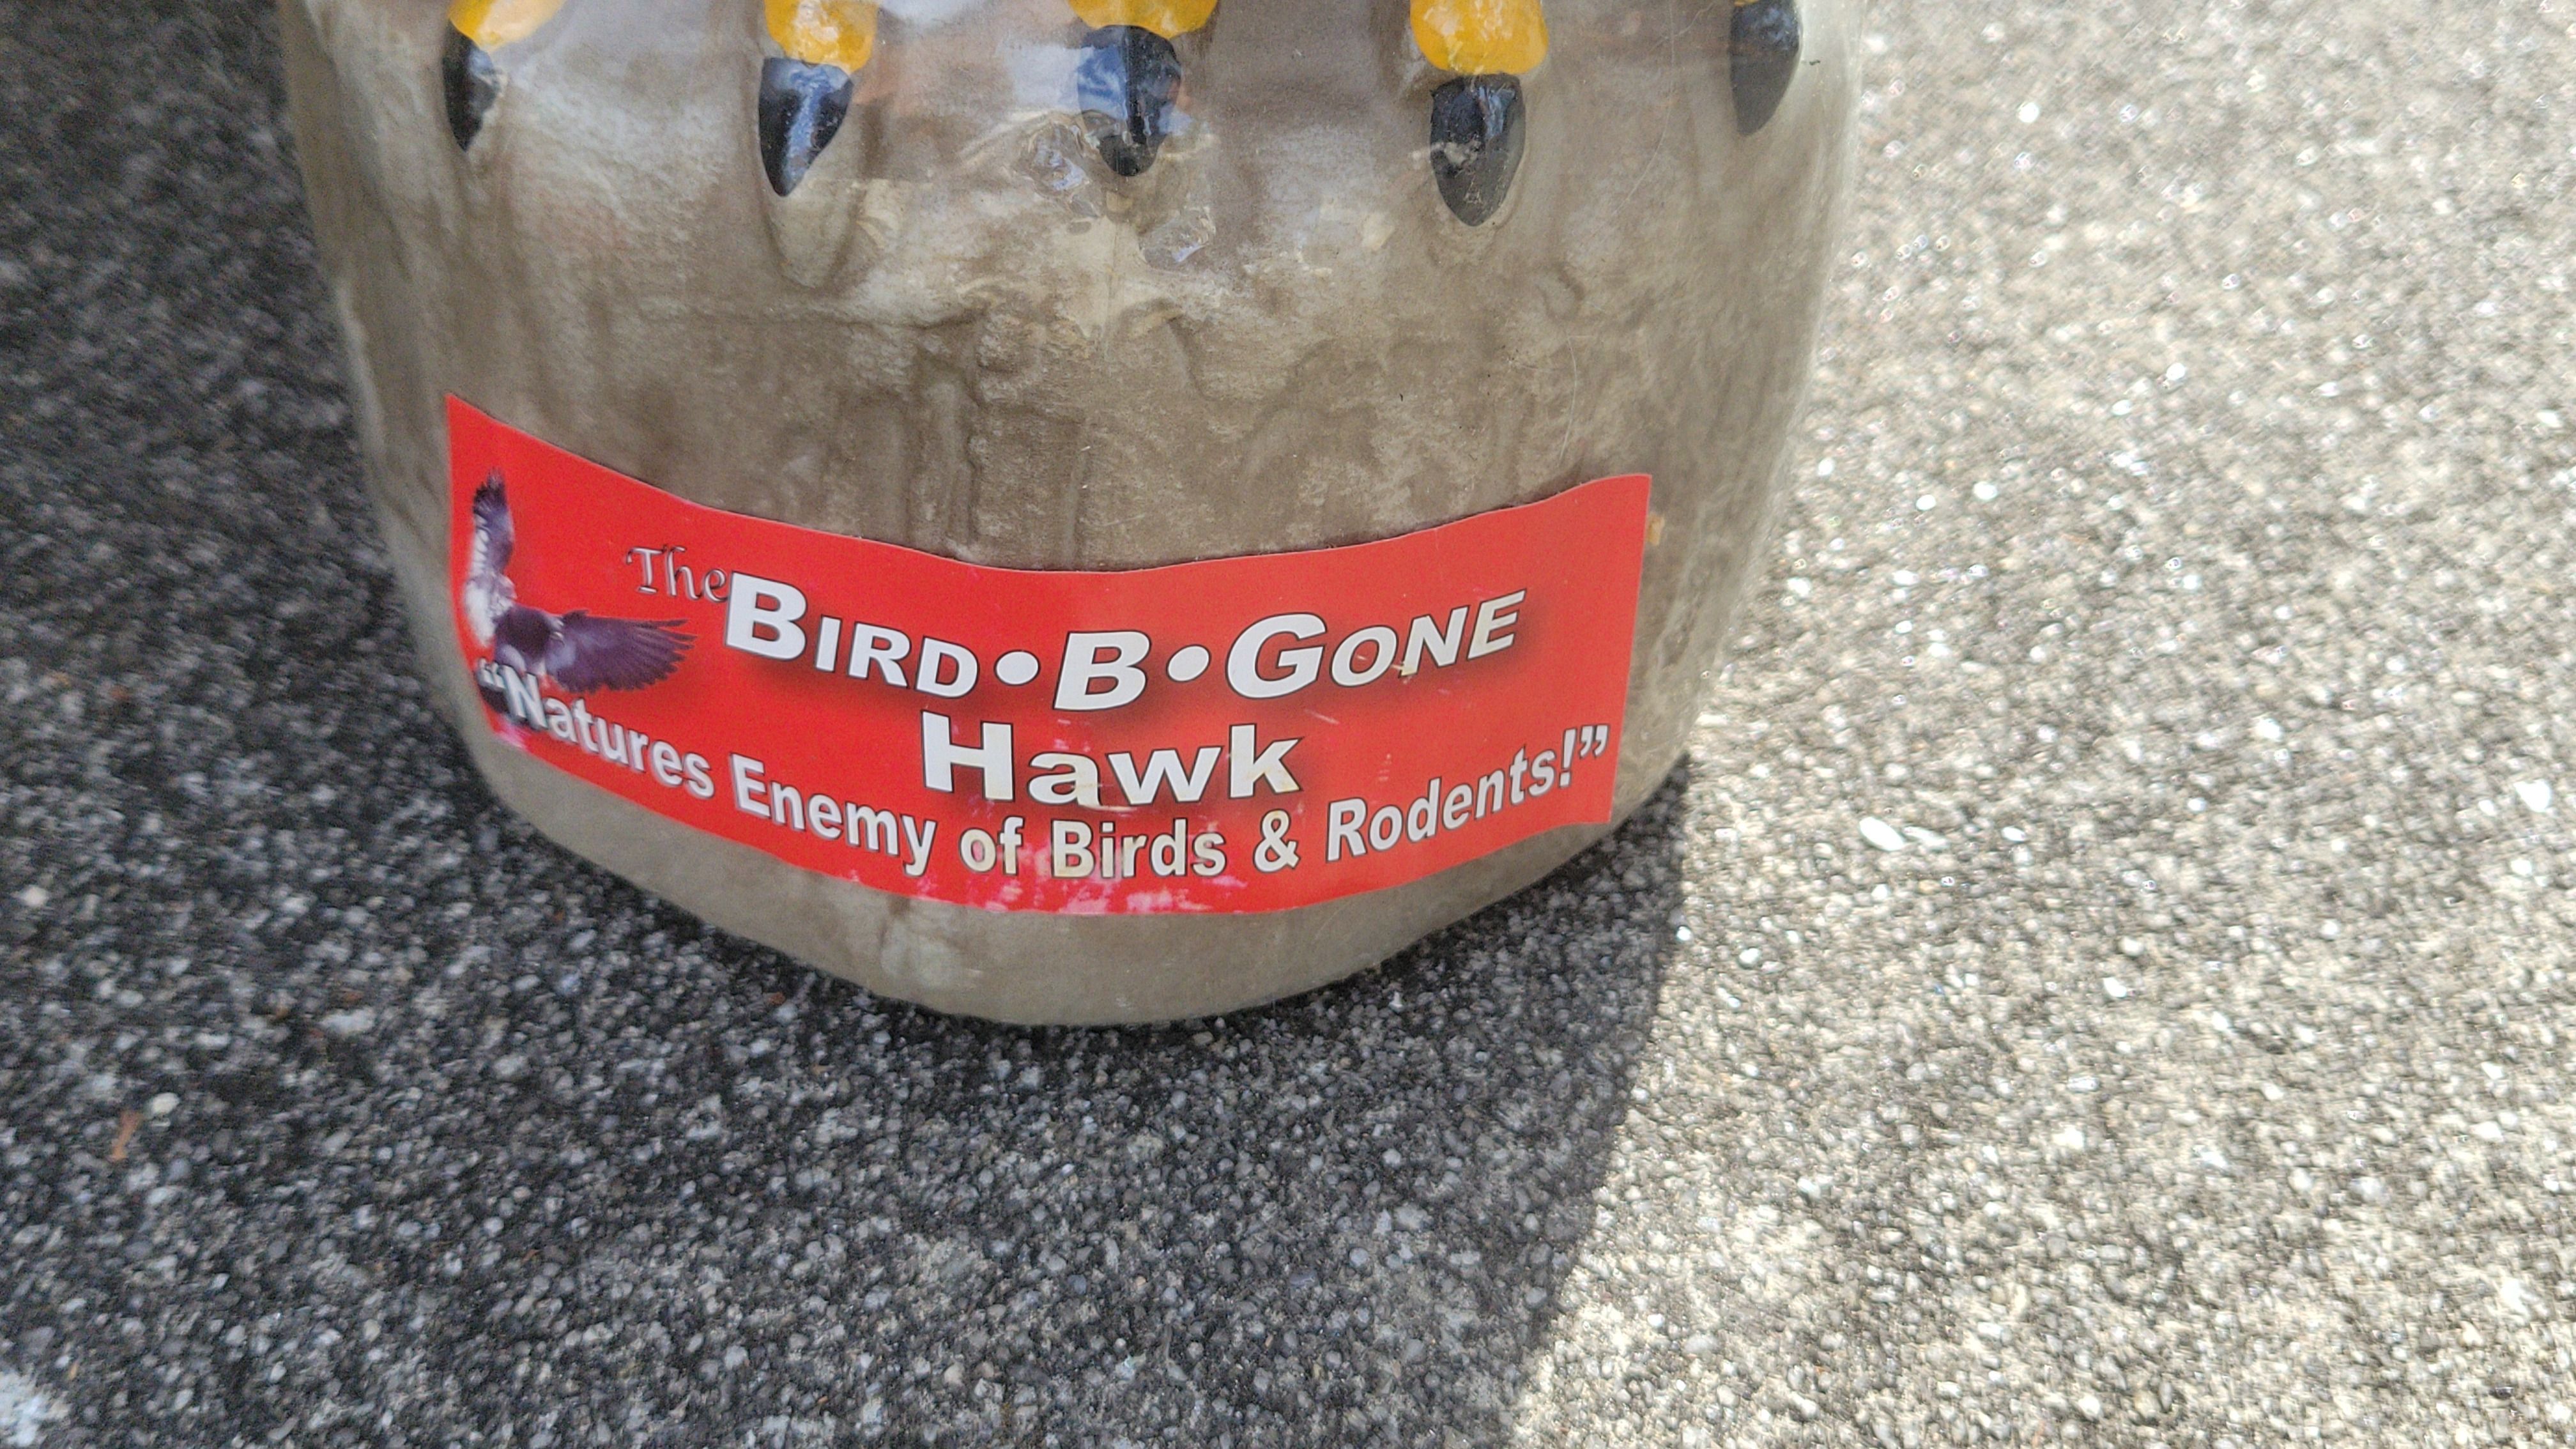 The BIRD•B•GONE
Hawk
“Natures Enemy of Birds & Rodents!”